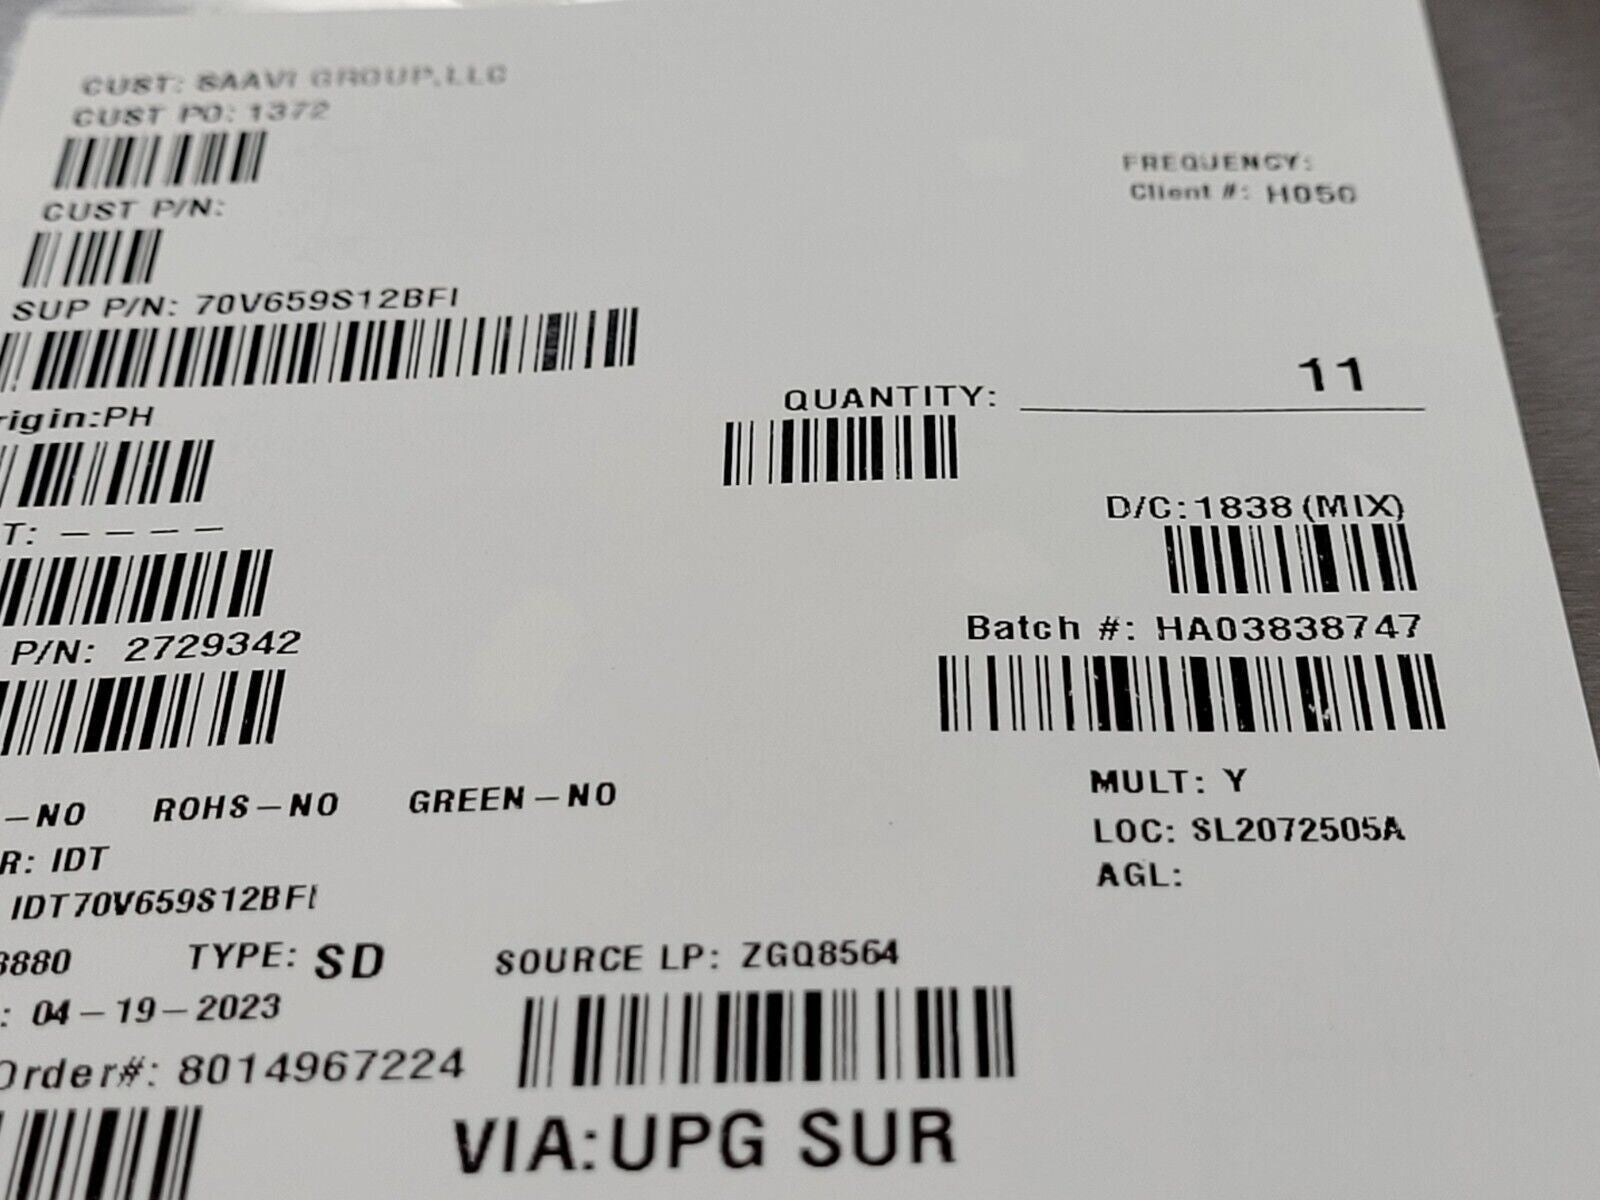 CUST: SAAVI GROUP,LLC
CUST PO: 1372
FREQUENCY:
Client #: H050
CUST P/N:
SUP P/N: 70V659S12BFI
QUANTITY: 11
rigin:PH
D/C:1838(MIX)
T: ----
Batch #: HA03838747
P/N: 2729342
MULT: Y
-NO ROHS-NO GREEN-NO
LOC: SL2072505A
R: IDT
AGL:
IDT70V659S12BFI
8880 TYPE: SD SOURCE LP: ZGQ8564
: 04-19-2023
Order#: 8014967224
VIA:UPG SUR